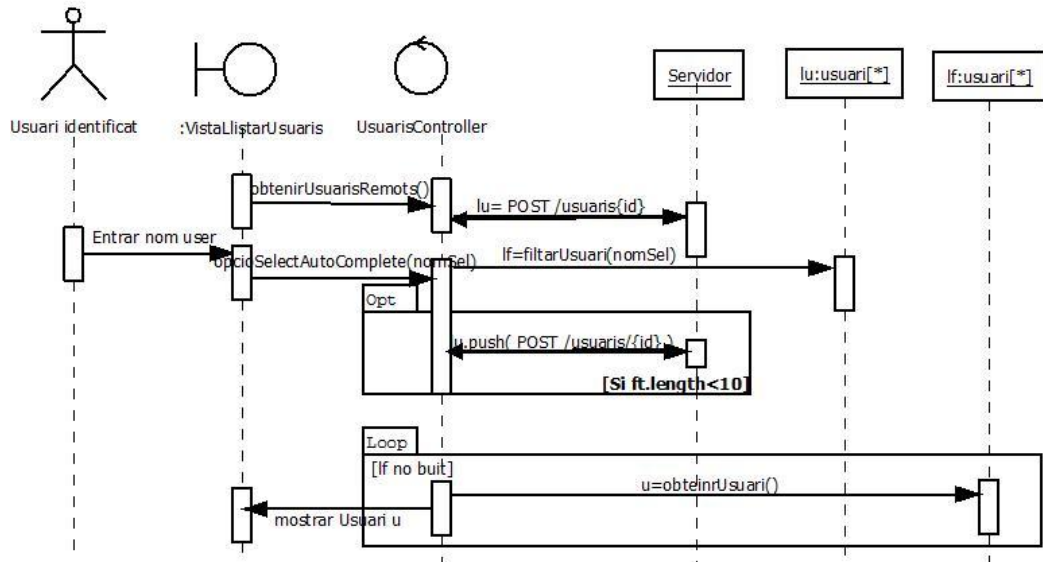 Servidor
lu:usuari[*]
lf:usuari[*]
Usuari identificat
:VistaLlistarUsuaris
UsuarisController
obtenirUsuarisRemots()
lu= POST /usuaris{id}
Entrar nom user
opcioSelectAutoComplete(nomSel)
lf=filtarUsuari(nomSel)
Opt
lu.push( POST /usuaris/{id} )
[Si ft.length<10]
Loop
[lf no buit]
u=obteinrUsuari()
mostrar Usuari u